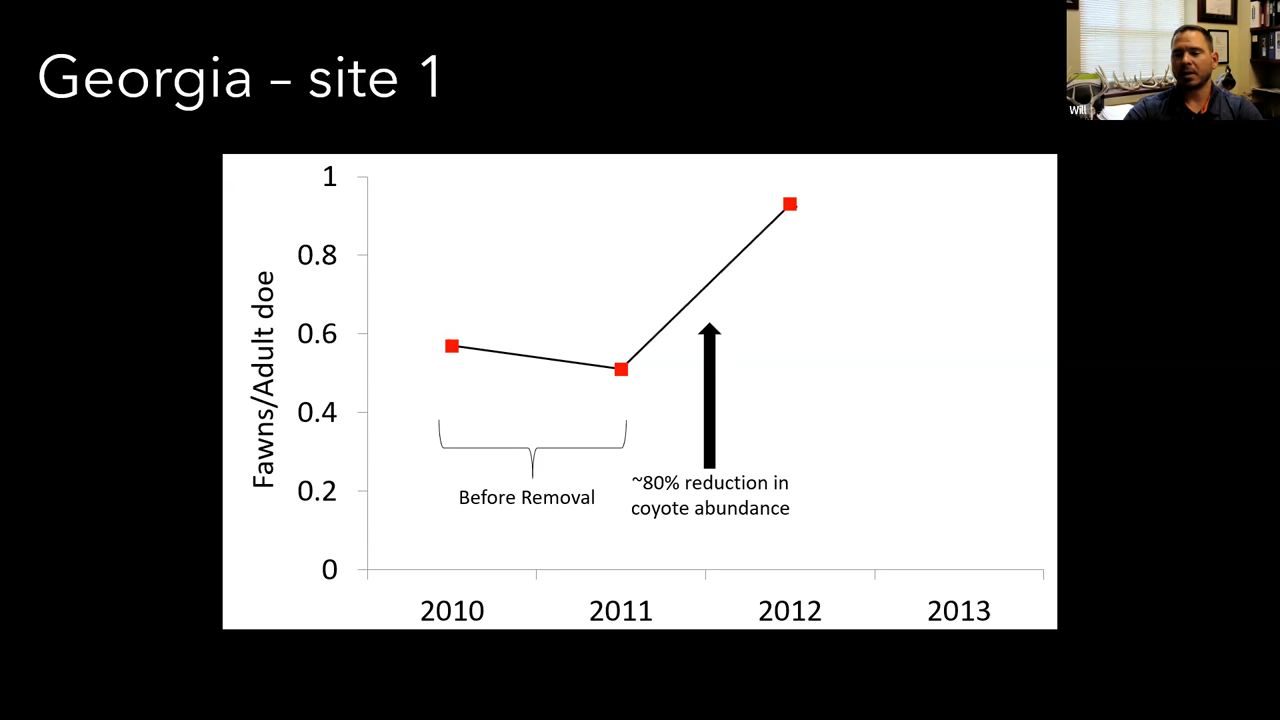 Georgia – site 1
Will
1
0.8
0.6
0.4
0.2
0
Fawns/Adult doe
Before Removal
~80% reduction in
coyote abundance
2010 2011 2012 2013